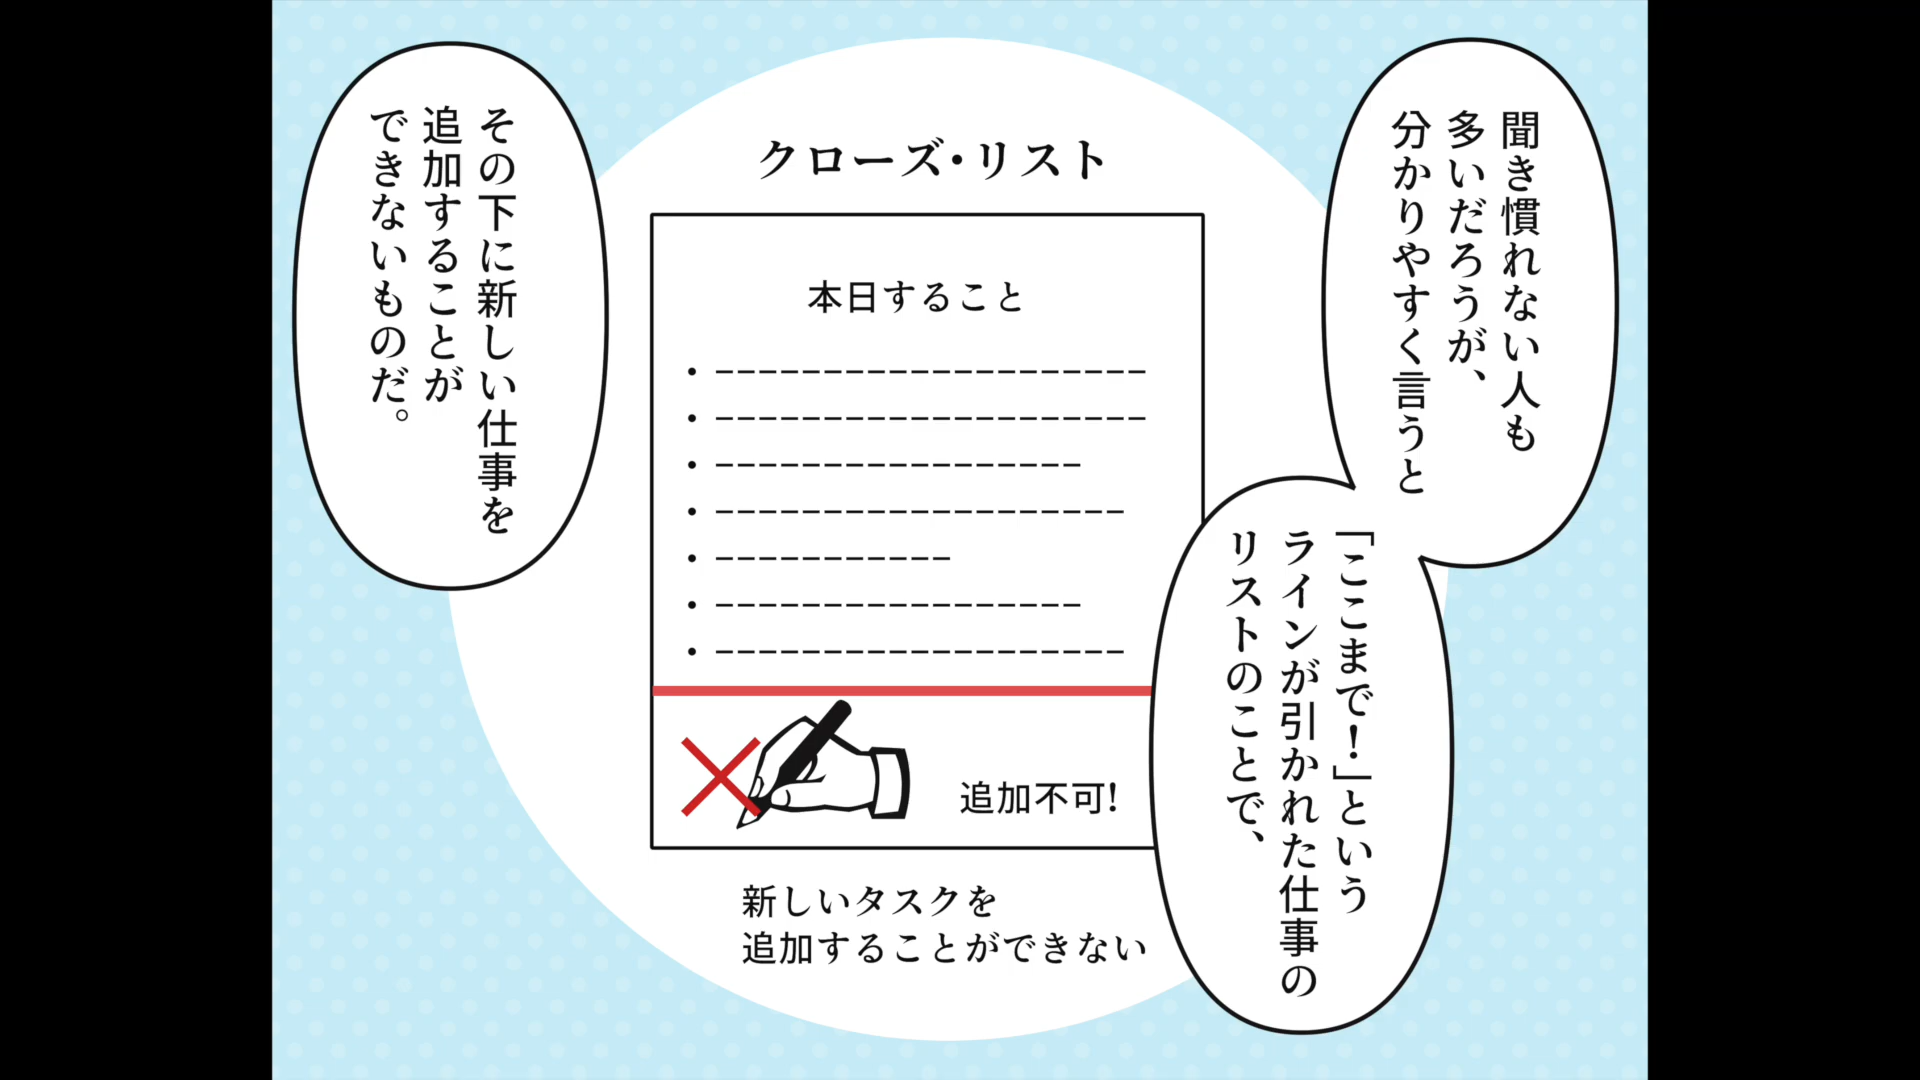 聞き慣れない人も
多いだろうが、
分かりやすく言うと
「ここまで!」という
ラインが引かれた仕事の
リストのことで、
クローズ・リスト
本日すること
追加不可!
新しいタスクを
追加することができない
その下に新しい仕事を
追加することが
できないものだ。